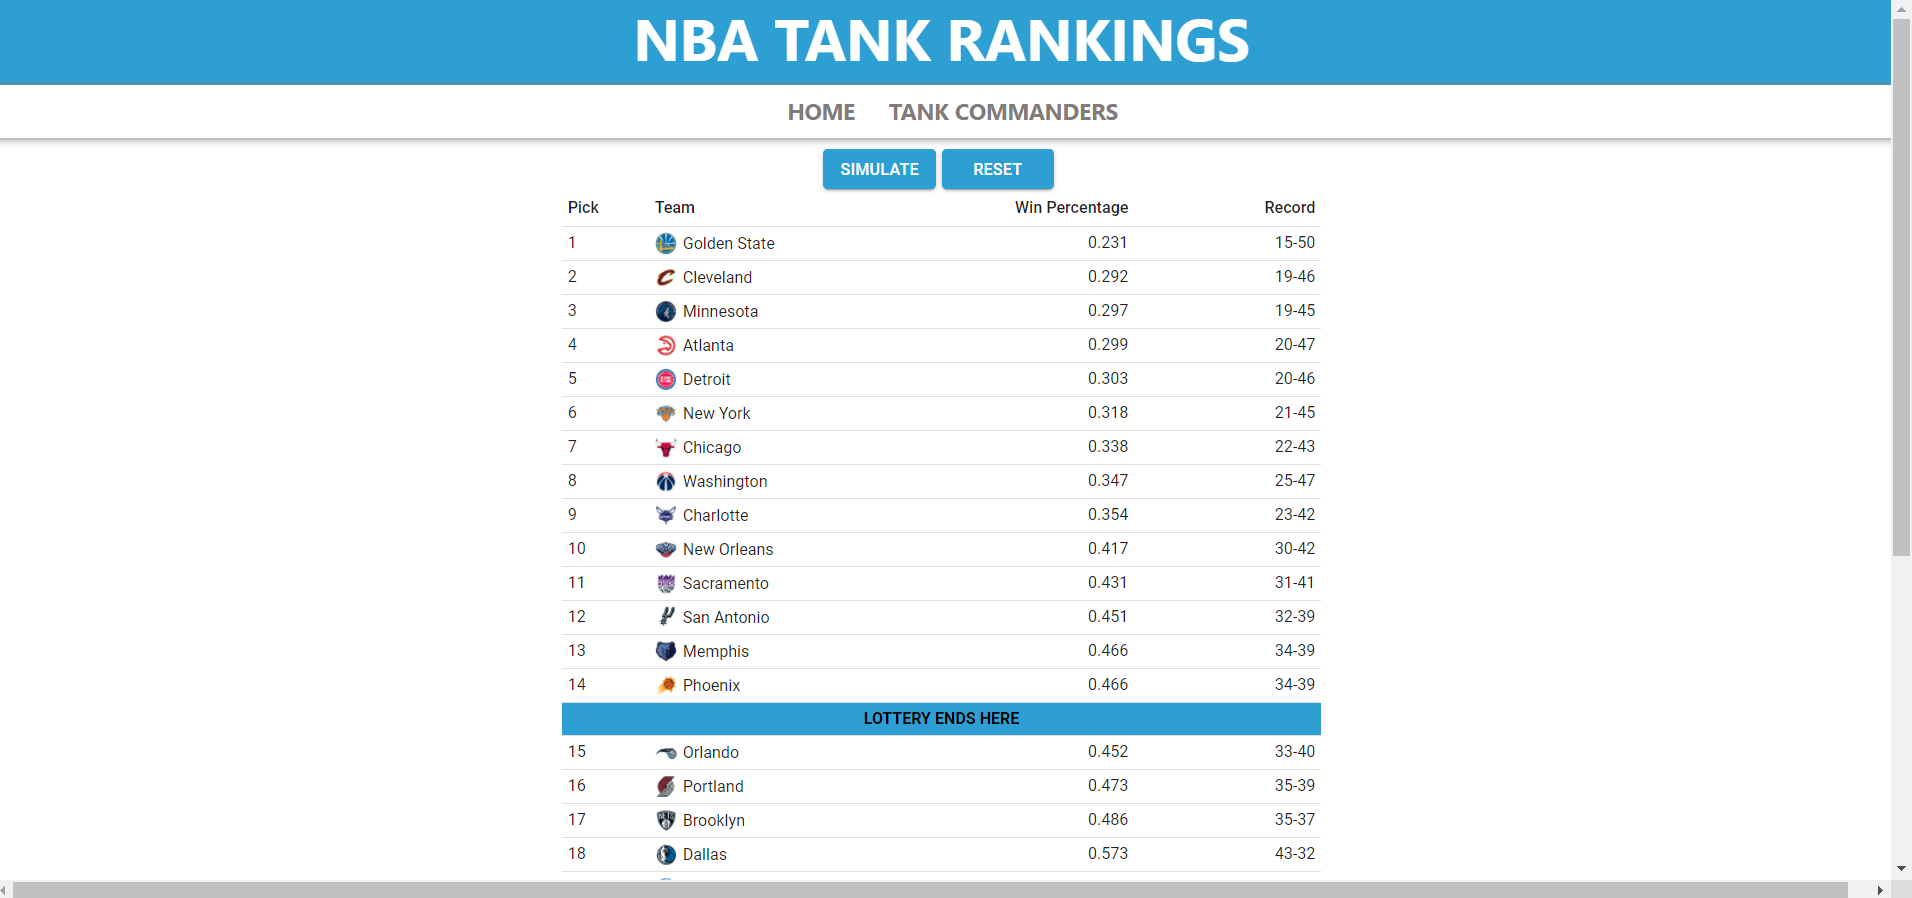 NBA TANK RANKINGS
HOME TANK COMMANDERS
SIMULATE RESET
Pick Team Win Percentage Record
1 Golden State 0.231 15-50
2 Cleveland 0.292 19-46
3 Minnesota 0.297 19-45
4 Atlanta 0.299 20-47
5 Detroit 0.303 20-46
6 New York 0.318 21-45
7 Chicago 0.338 22-43
8 Washington 0.347 25-47
9 Charlotte 0.354 23-42
10 New Orleans 0.417 30-42
11 Sacramento 0.431 31-41
12 San Antonio 0.451 32-39
13 Memphis 0.466 34-39
14 Phoenix 0.466 34-39
LOTTERY ENDS HERE
15 Orlando 0.452 33-40
16 Portland 0.473 35-39
17 Brooklyn 0.486 35-37
18 Dallas 0.573 43-32